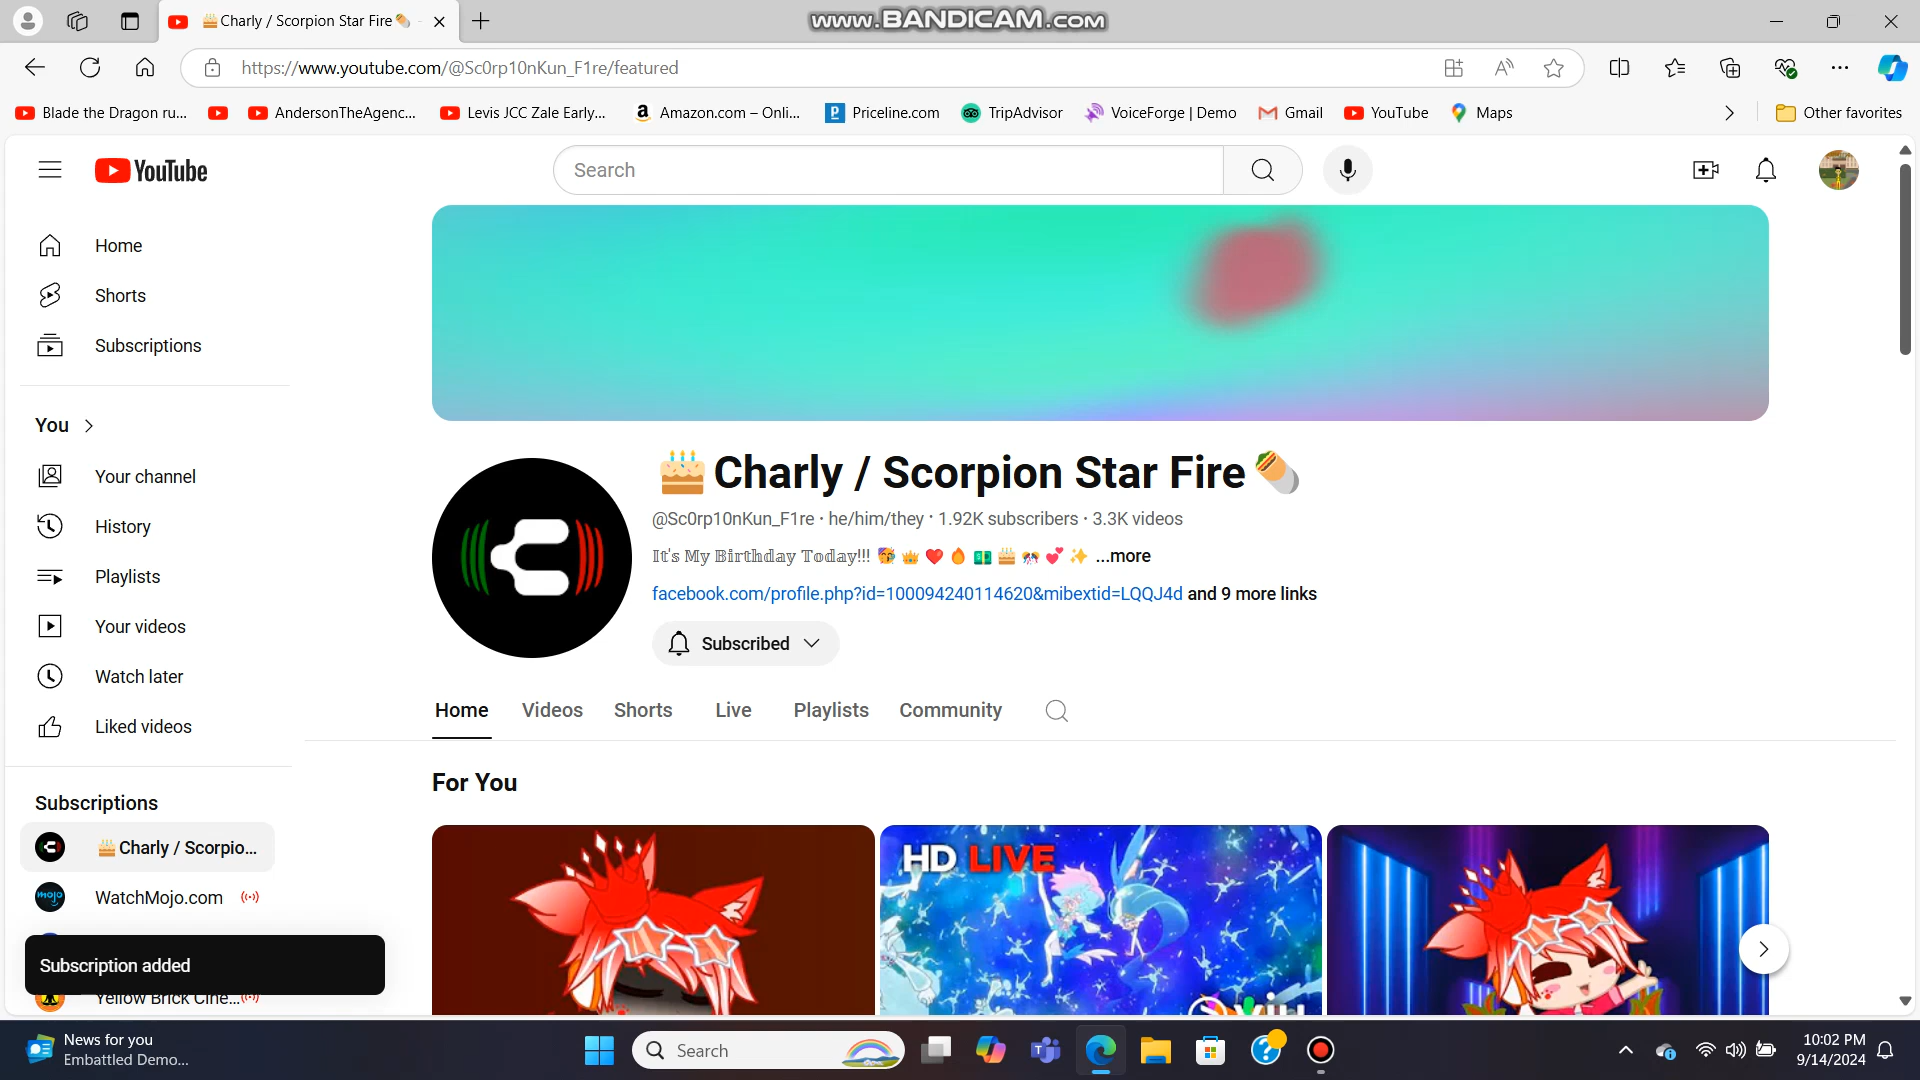 🎂Charly / Scorpion Star Fire🌯 -
www.BANDICAM.com
https://www.youtube.com/@Sc0rp10nKun_F1re/featured
Blade the Dragon ru...
AndersonTheAgenc...
Levis JCC Zale Early...
Amazon.com – Onli...
Priceline.com
TripAdvisor
VoiceForge | Demo
Gmail
YouTube
Maps
Other favorites
YouTube
Search
Home
Shorts
Subscriptions
You
Your channel
History
Playlists
Your videos
Watch later
Liked videos
Subscriptions
🎂Charly / Scorpio...
WatchMojo.com
Yellow Brick Cine...
Subscription added
🎂Charly / Scorpion Star Fire🌯
@Sc0rp10nKun_F1re · he/him/they · 1.92K subscribers · 3.3K videos
𝕀𝕥'𝕤 𝕄𝕪 𝔹𝕚𝕣𝕥𝕙𝕕𝕒𝕪 𝕋𝕠𝕕𝕒𝕪!!! 🥳 👑 ❤️ 🔥 💵 🎂 🎊 💕 ✨ ...more
facebook.com/profile.php?id=100094240114620&mibextid=LQQJ4d and 9 more links
Subscribed
Home Videos Shorts Live Playlists Community
For You
HD LIVE
News for you
Embattled Demo...
Search
10:02 PM
9/14/2024